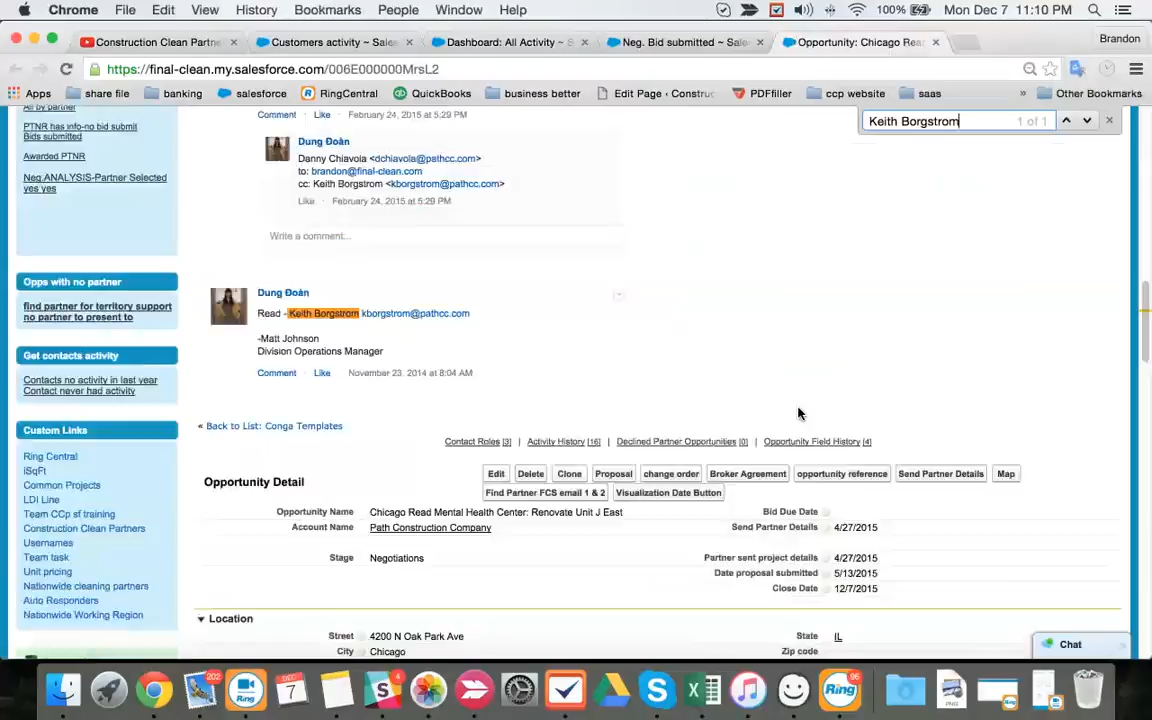 Chrome File Edit View History Bookmarks People Window Help 100% Mon Dec 7 11:10 PM
Construction Clean Partne × Customers activity ~ Sales × Dashboard: All Activity ~ S × Neg. Bid submitted ~ Sale × Opportunity: Chicago Rea × Brandon
https://final-clean.my.salesforce.com/006E000000MrsL2
Apps share file banking salesforce RingCentral QuickBooks business better Edit Page ‹ Constru PDFfiller ccp website saas » Other Bookmarks
Keith Borgstrom 1 of 1
All by partner
PTNR has info-no bid submit
Bids submitted
Awarded PTNR
Neg.ANALYSIS-Partner Selected
yes yes
Opps with no partner
find partner for territory support
no partner to present to
Get contacts activity
Contacts no activity in last year
Contact never had activity
Custom Links
Ring Central
iSqFt
Common Projects
LDI Line
Team CCp sf training
Construction Clean Partners
Usernames
Team task
Unit pricing
Nationwide cleaning partners
Auto Responders
Nationwide Working Region
Comment · Like · February 24, 2015 at 5:29 PM
Dung Đoàn
Danny Chiavola <dchiavola@pathcc.com>
to: brandon@final-clean.com
cc: Keith Borgstrom <kborgstrom@pathcc.com>
Like · February 24, 2015 at 5:29 PM
Write a comment...
Dung Đoàn
Read - Keith Borgstrom kborgstrom@pathcc.com
-Matt Johnson
Division Operations Manager
Comment · Like · November 23, 2014 at 8:04 AM
« Back to List: Conga Templates
Contact Roles [3] | Activity History [16] | Declined Partner Opportunities [0] | Opportunity Field History [4]
Opportunity Detail
Edit Delete Clone Proposal change order Broker Agreement opportunity reference Send Partner Details Map
Find Partner FCS email 1 & 2 Visualization Date Button
Opportunity Name Chicago Read Mental Health Center: Renovate Unit J East Bid Due Date
Account Name Path Construction Company Send Partner Details 4/27/2015
Stage Negotiations Partner sent project details 4/27/2015
Date proposal submitted 5/13/2015
Close Date 12/7/2015
Location
Street 4200 N Oak Park Ave State IL
City Chicago Zip code
Chat
202 DEC 7 4 Ring 96